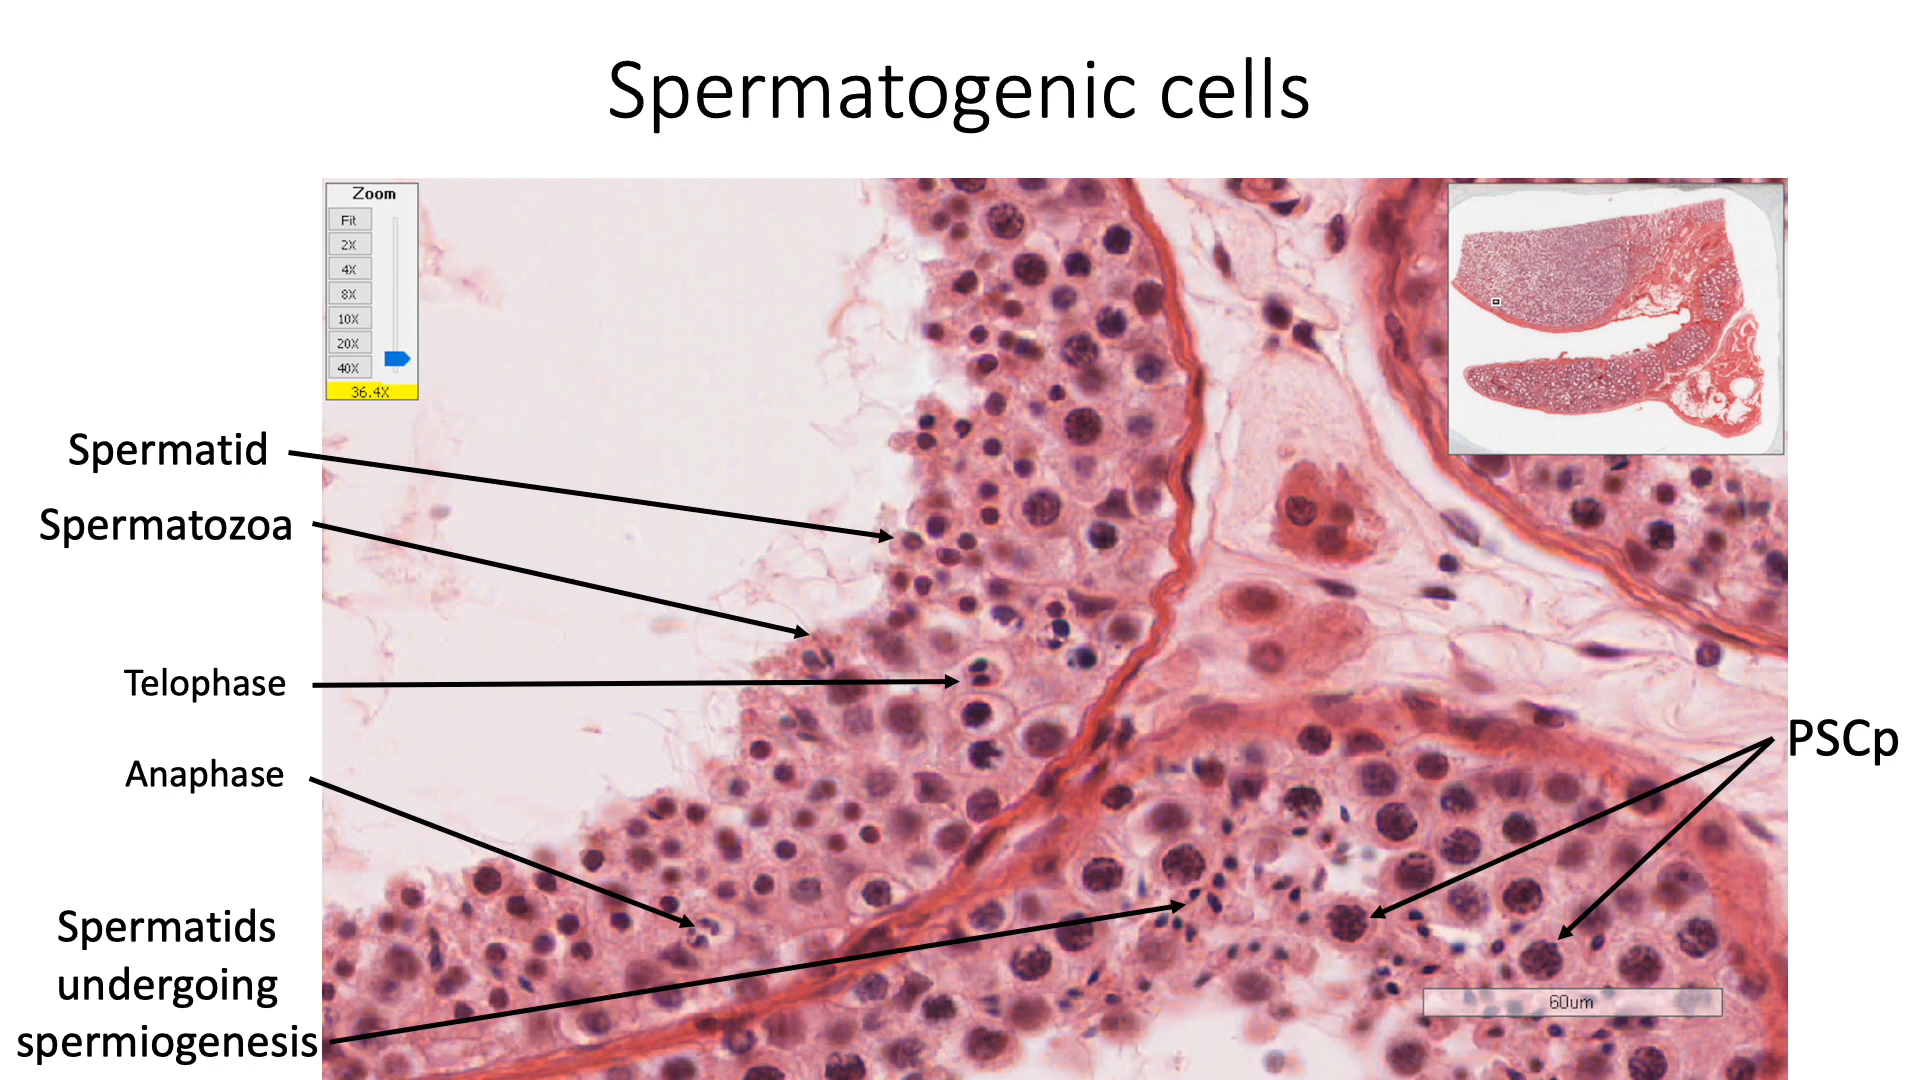 Spermatogenic cells
Zoom
Fit
2X
4X
8X
10X
20X
40X
36.4X
Spermatid
Spermatozoa
Telophase
Anaphase
Spermatids
undergoing
spermiogenesis
PSCp
60um